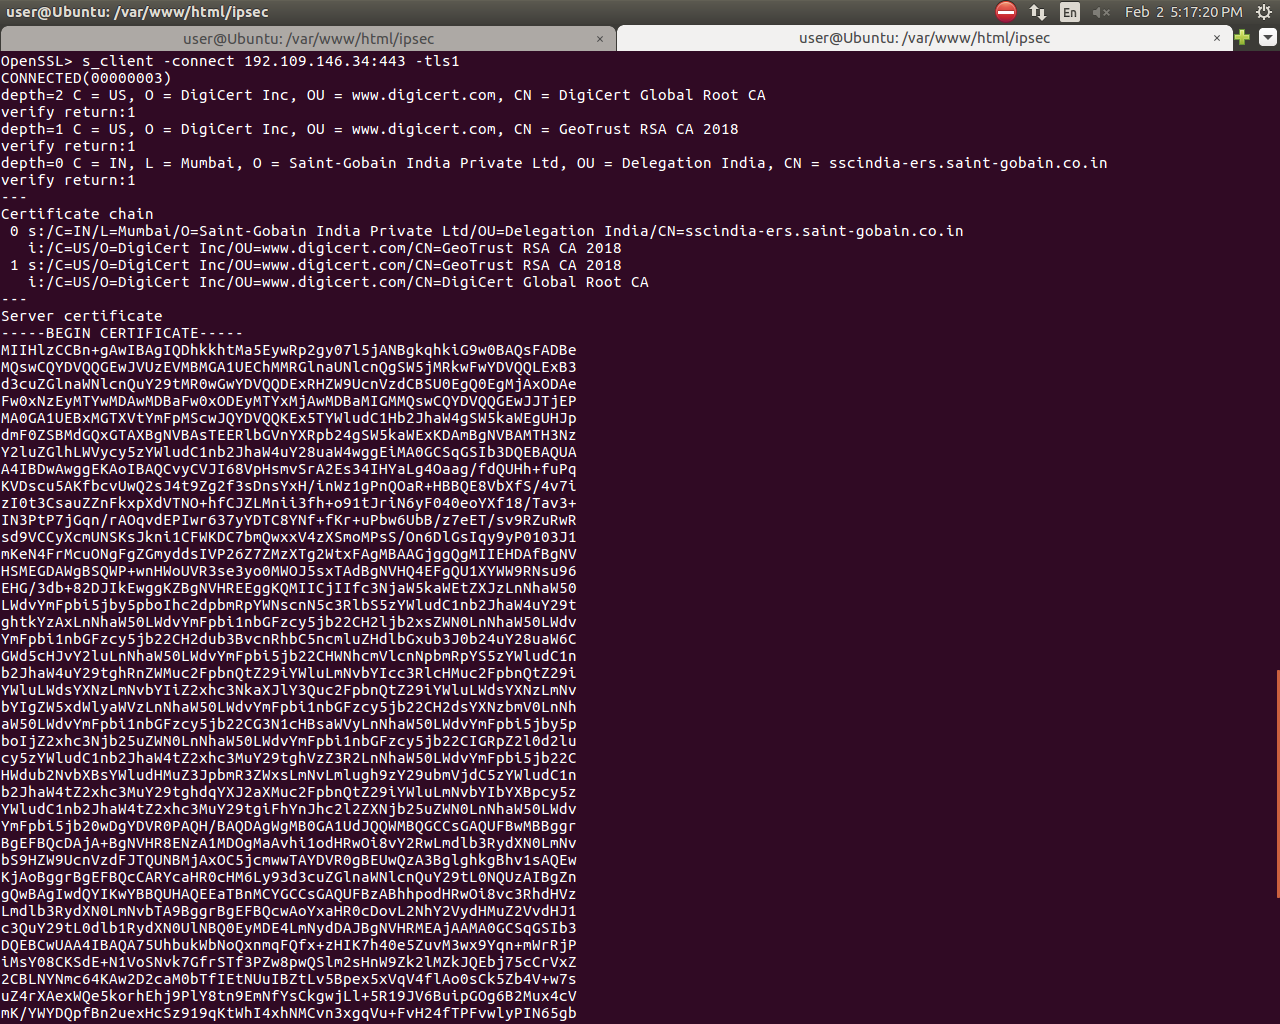 user@Ubuntu: /var/www/html/ipsec
En
Feb 2 5:17:20 PM
user@Ubuntu: /var/www/html/ipsec ×
user@Ubuntu: /var/www/html/ipsec ×
OpenSSL> s_client -connect 192.109.146.34:443 -tls1
CONNECTED(00000003)
depth=2 C = US, O = DigiCert Inc, OU = www.digicert.com, CN = DigiCert Global Root CA
verify return:1
depth=1 C = US, O = DigiCert Inc, OU = www.digicert.com, CN = GeoTrust RSA CA 2018
verify return:1
depth=0 C = IN, L = Mumbai, O = Saint-Gobain India Private Ltd, OU = Delegation India, CN = sscindia-ers.saint-gobain.co.in
verify return:1
---
Certificate chain
0 s:/C=IN/L=Mumbai/O=Saint-Gobain India Private Ltd/OU=Delegation India/CN=sscindia-ers.saint-gobain.co.in
i:/C=US/O=DigiCert Inc/OU=www.digicert.com/CN=GeoTrust RSA CA 2018
1 s:/C=US/O=DigiCert Inc/OU=www.digicert.com/CN=GeoTrust RSA CA 2018
i:/C=US/O=DigiCert Inc/OU=www.digicert.com/CN=DigiCert Global Root CA
---
Server certificate
-----BEGIN CERTIFICATE-----
MIIHlzCCBn+gAwIBAgIQDhkkhtMa5EywRp2gy07l5jANBgkqhkiG9w0BAQsFADBe
MQswCQYDVQQGEwJVUzEVMBMGA1UEChMMRGlnaUNlcnQgSW5jMRkwFwYDVQQLExB3
d3cuZGlnaWNlcnQuY29tMR0wGwYDVQQDExRHZW9UcnVzdCBSU0EgQ0EgMjAxODAe
Fw0xNzEyMTYwMDAwMDBaFw0xODEyMTYxMjAwMDBaMIGMMQswCQYDVQQGEwJJTjEP
MA0GA1UEBxMGTXVtYmFpMScwJQYDVQQKEx5TYWludC1Hb2JhaW4gSW5kaWEgUHJp
dmF0ZSBMdGQxGTAXBgNVBAsTEERlbGVnYXRpb24gSW5kaWExKDAmBgNVBAMTH3Nz
Y2luZGlhLWVycy5zYWludC1nb2JhaW4uY28uaW4wggEiMA0GCSqGSIb3DQEBAQUA
A4IBDwAwggEKAoIBAQCvyCVJI68VpHsmvSrA2Es34IHYaLg4Oaag/fdQUHh+fuPq
KVDscu5AKfbcvUwQ2sJ4t9Zg2f3sDnsYxH/inWz1gPnQOaR+HBBQE8VbXfS/4v7i
zI0t3CsauZZnFkxpXdVTNO+hfCJZLMnii3fh+o91tJriN6yF040eoYXf18/Tav3+
IN3PtP7jGqn/rAOqvdEPIwr637yYDTC8YNf+fKr+uPbw6UbB/z7eET/sv9RZuRwR
sd9VCCyXcmUNSKsJkni1CFWKDC7bmQwxxV4zXSmoMPsS/On6DlGsIqy9yP0103J1
mKeN4FrMcuONgFgZGmyddsIVP26Z7ZMzXTg2WtxFAgMBAAGjggQgMIIEHDAfBgNV
HSMEGDAWgBSQWP+wnHWoUVR3se3yo0MWOJ5sxTAdBgNVHQ4EFgQU1XYWW9RNsu96
EHG/3db+82DJIkEwggKZBgNVHREEggKQMIICjIIfc3NjaW5kaWEtZXJzLnNhaW50
LWdvYmFpbi5jby5pboIhc2dpbmRpYWNscnN5c3RlbS5zYWludC1nb2JhaW4uY29t
ghtkYzAxLnNhaW50LWdvYmFpbi1nbGFzcy5jb22CH2ljb2xsZWN0LnNhaW50LWdv
YmFpbi1nbGFzcy5jb22CH2dub3BvcnRhbC5ncmluZHdlbGxub3J0b24uY28uaW6C
GWd5cHJvY2luLnNhaW50LWdvYmFpbi5jb22CHWNhcmVlcnNpbmRpYS5zYWludC1n
b2JhaW4uY29tghRnZWMuc2FpbnQtZ29iYWluLmNvbYIcc3RlcHMuc2FpbnQtZ29i
YWluLWdsYXNzLmNvbYIiZ2xhc3NkaXJlY3Quc2FpbnQtZ29iYWluLWdsYXNzLmNv
bYIgZW5xdWlyaWVzLnNhaW50LWdvYmFpbi1nbGFzcy5jb22CH2dsYXNzbmV0LnNh
aW50LWdvYmFpbi1nbGFzcy5jb22CG3N1cHBsaWVyLnNhaW50LWdvYmFpbi5jby5p
boIjZ2xhc3Njb25uZWN0LnNhaW50LWdvYmFpbi1nbGFzcy5jb22CIGRpZ2l0d2lu
cy5zYWludC1nb2JhaW4tZ2xhc3MuY29tghVzZ3R2LnNhaW50LWdvYmFpbi5jb22C
HWdub2NvbXBsYWludHMuZ3JpbmR3ZWxsLmNvLmlugh9zY29ubmVjdC5zYWludC1n
b2JhaW4tZ2xhc3MuY29tghdqYXJ2aXMuc2FpbnQtZ29iYWluLmNvbYIbYXBpcy5z
YWludC1nb2JhaW4tZ2xhc3MuY29tgiFhYnJhc2l2ZXNjb25uZWN0LnNhaW50LWdv
YmFpbi5jb20wDgYDVR0PAQH/BAQDAgWgMB0GA1UdJQQWMBQGCCsGAQUFBwMBBggr
BgEFBQcDAjA+BgNVHR8ENzA1MDOgMaAvhi1odHRwOi8vY2RwLmdlb3RydXN0LmNv
bS9HZW9UcnVzdFJTQUNBMjAxOC5jcmwwTAYDVR0gBEUwQzA3BglghkgBhv1sAQEw
KjAoBggrBgEFBQcCARYcaHR0cHM6Ly93d3cuZGlnaWNlcnQuY29tL0NQUzAIBgZn
gQwBAgIwdQYIKwYBBQUHAQEEaTBnMCYGCCsGAQUFBzABhhpodHRwOi8vc3RhdHVz
Lmdlb3RydXN0LmNvbTA9BggrBgEFBQcwAoYxaHR0cDovL2NhY2VydHMuZ2VvdHJ1
c3QuY29tL0dlb1RydXN0UlNBQ0EyMDE4LmNydDAJBgNVHRMEAjAAMA0GCSqGSIb3
DQEBCwUAA4IBAQA75UhbukWbNoQxnmqFQfx+zHIK7h40e5ZuvM3wx9Yqn+mWrRjP
iMsY08CKSdE+N1VoSNvk7GfrSTf3PZw8pwQSlm2sHnW9Zk2lMZkJQEbj75cCrVxZ
2CBLNYNmc64KAw2D2caM0bTfIEtNUuIBZtLv5Bpex5xVqV4flAo0sCk5Zb4V+w7s
uZ4rXAexWQe5korhEhj9PlY8tn9EmNfYsCkgwjLl+5R19JV6BuipGOg6B2Mux4cV
mK/YWYDQpfBn2uexHcSz919qKtWhI4xhNMCvn3xgqVu+FvH24fTPFvwlyPIN65gb